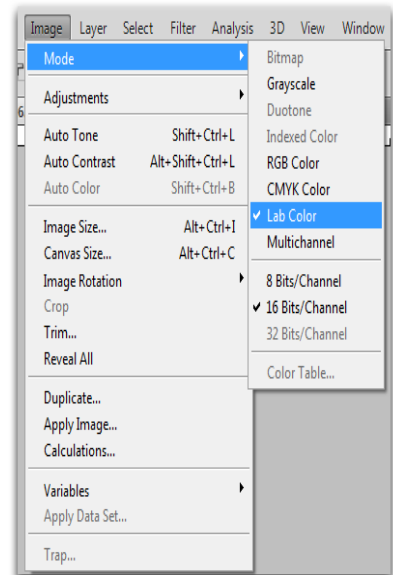 Image Layer Select Filter Analysis 3D View Window
Mode
Adjustments
Auto Tone Shift+Ctrl+L
Auto Contrast Alt+Shift+Ctrl+L
Auto Color Shift+Ctrl+B
Image Size... Alt+Ctrl+I
Canvas Size... Alt+Ctrl+C
Image Rotation
Crop
Trim...
Reveal All
Duplicate...
Apply Image...
Calculations...
Variables
Apply Data Set...
Trap...
Bitmap
Grayscale
Duotone
Indexed Color
RGB Color
CMYK Color
Lab Color
Multichannel
8 Bits/Channel
16 Bits/Channel
32 Bits/Channel
Color Table...